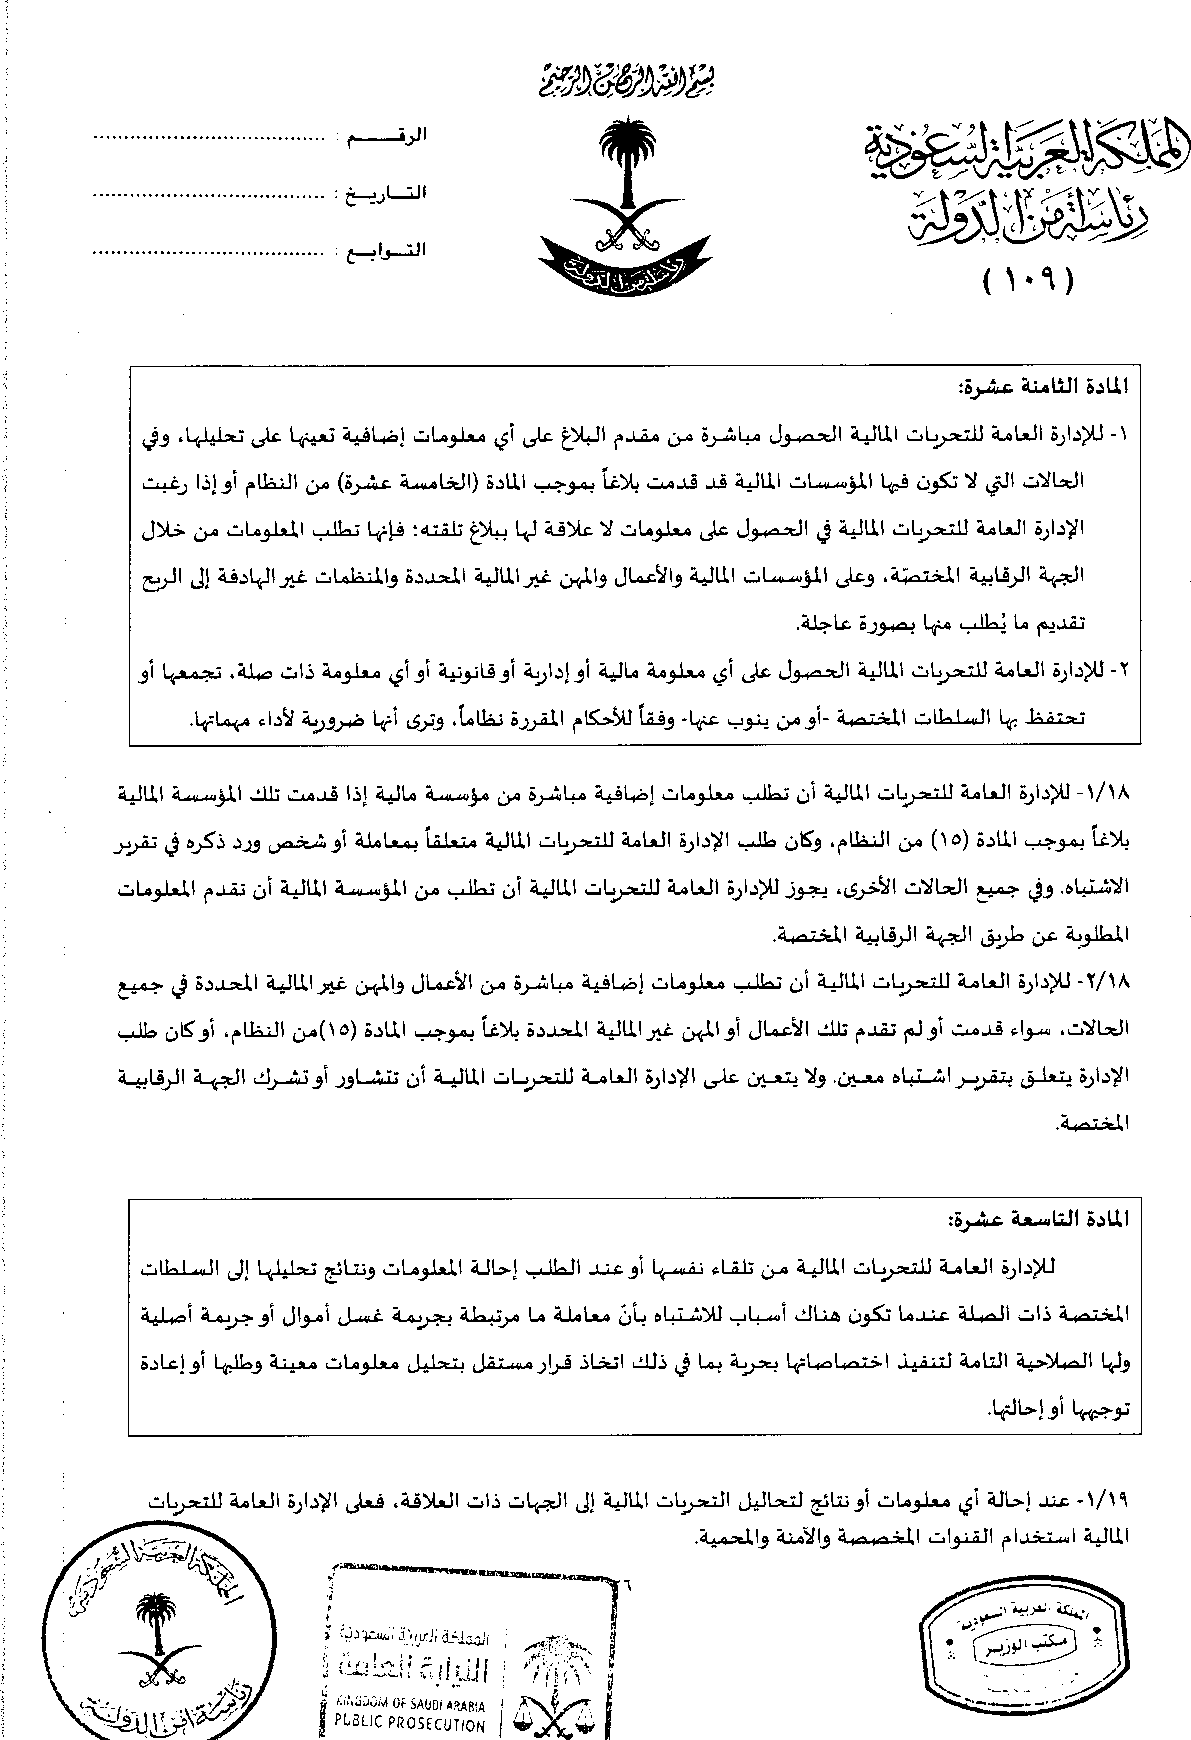 بسم الله الرحمن الرحيم
المملكة العربية السعودية
رئاسة أمن الدولة
(١٠٩)
الرقـــــم : ......................................
التـاريـخ : ......................................
التـوابـع : ......................................
رئاسة أمن الدولة
المادة الثامنة عشرة:
١- للإدارة العامة للتحريات المالية الحصول مباشرة من مقدم البلاغ على أي معلومات إضافية تعينها على تحليلها، وفي
الحالات التي لا تكون فيها المؤسسات المالية قد قدمت بلاغاً بموجب المادة (الخامسة عشرة) من النظام أو إذا رغبت
الإدارة العامة للتحريات المالية في الحصول على معلومات لا علاقة لها ببلاغ تلقته؛ فإنها تطلب المعلومات من خلال
الجهة الرقابية المختصّة، وعلى المؤسسات المالية والأعمال والمهن غير المالية المحددة والمنظمات غير الهادفة إلى الربح
تقديم ما يُطلب منها بصورة عاجلة.
٢- للإدارة العامة للتحريات المالية الحصول على أي معلومة مالية أو إدارية أو قانونية أو أي معلومة ذات صلة، تجمعها أو
تحتفظ بها السلطات المختصة -أو من ينوب عنها- وفقاً للأحكام المقررة نظاماً، وترى أنها ضرورية لأداء مهماتها.
١/١٨- للإدارة العامة للتحريات المالية أن تطلب معلومات إضافية مباشرة من مؤسسة مالية إذا قدمت تلك المؤسسة المالية
بلاغاً بموجب المادة (١٥) من النظام، وكان طلب الإدارة العامة للتحريات المالية متعلقاً بمعاملة أو شخص ورد ذكره في تقرير
الاشتباه. وفي جميع الحالات الأخرى، يجوز للإدارة العامة للتحريات المالية أن تطلب من المؤسسة المالية أن تقدم المعلومات
المطلوبة عن طريق الجهة الرقابية المختصة.
٢/١٨- للإدارة العامة للتحريات المالية أن تطلب معلومات إضافية مباشرة من الأعمال والمهن غير المالية المحددة في جميع
الحالات، سواء قدمت أو لم تقدم تلك الأعمال أو المهن غير المالية المحددة بلاغاً بموجب المادة (١٥)من النظام، أو كان طلب
الإدارة يتعلق بتقرير اشتباه معين. ولا يتعين على الإدارة العامة للتحريات المالية أن تتشاور أو تشرك الجهة الرقابية
المختصة.
المادة التاسعة عشرة:
للإدارة العامة للتحريات المالية من تلقاء نفسها أو عند الطلب إحالة المعلومات ونتائج تحليلها إلى السلطات
المختصة ذات الصلة عندما تكون هناك أسباب للاشتباه بأنّ معاملة ما مرتبطة بجريمة غسل أموال أو جريمة أصلية
ولها الصلاحية التامة لتنفيذ اختصاصاتها بحرية بما في ذلك اتخاذ قرار مستقل بتحليل معلومات معينة وطلبها أو إعادة
توجيهها أو إحالتها.
١/١٩- عند إحالة أي معلومات أو نتائج لتحاليل التحريات المالية إلى الجهات ذات العلاقة، فعلى الإدارة العامة للتحريات
المالية استخدام القنوات المخصصة والآمنة والمحمية.
المملكة العربية السعودية
مكتب الوزير
المملكة العربية السعودية
النيابة العامة
KINGDOM OF SAUDI ARABIA
PUBLIC PROSECUTION
المملكة العربية السعودية
رئاسة أمن الدولة